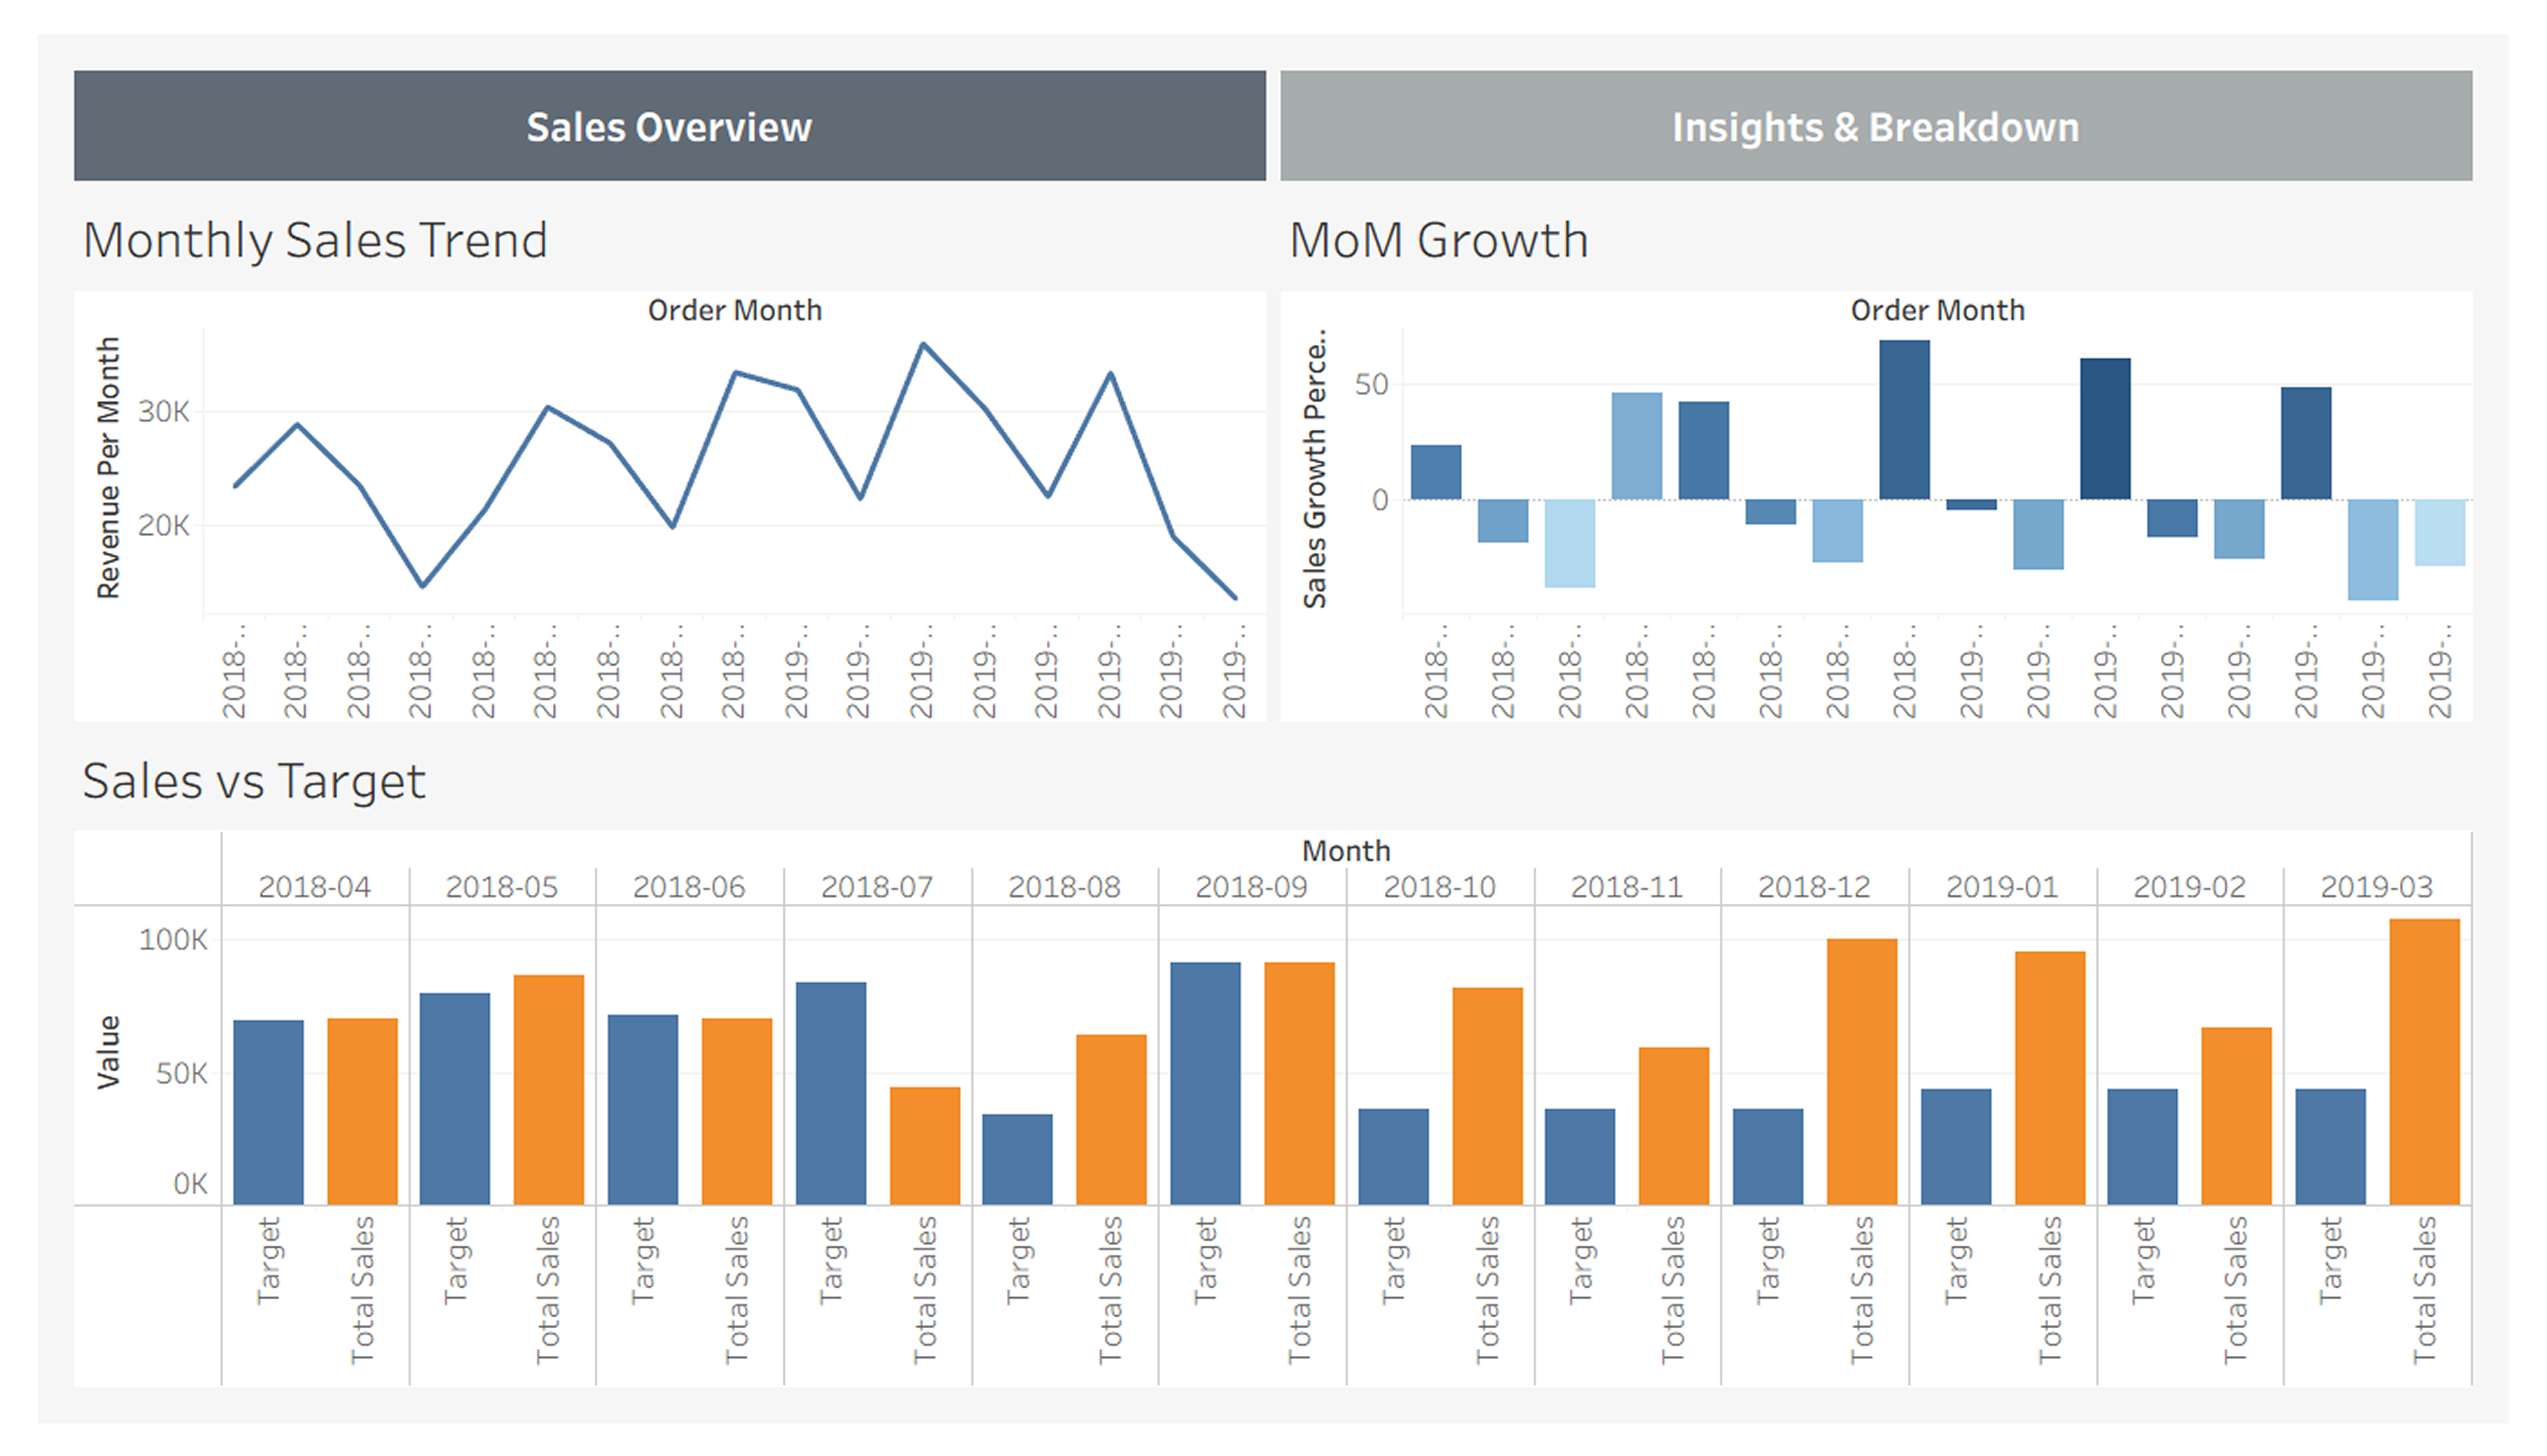 Sales Overview
Insights & Breakdown
Monthly Sales Trend
Order Month
Revenue Per Month
30K
20K
2018-..
2018-..
2018-..
2018-..
2018-..
2018-..
2018-..
2018-..
2018-..
2019-..
2019-..
2019-..
2019-..
2019-..
2019-..
2019-..
2019-..
MoM Growth
Order Month
Sales Growth Perce..
50
0
2018-..
2018-..
2018-..
2018-..
2018-..
2018-..
2018-..
2018-..
2019-..
2019-..
2019-..
2019-..
2019-..
2019-..
2019-..
2019-..
Sales vs Target
Month
2018-04 2018-05 2018-06 2018-07 2018-08 2018-09 2018-10 2018-11 2018-12 2019-01 2019-02 2019-03
Value
100K
50K
0K
Target
Total Sales
Target
Total Sales
Target
Total Sales
Target
Total Sales
Target
Total Sales
Target
Total Sales
Target
Total Sales
Target
Total Sales
Target
Total Sales
Target
Total Sales
Target
Total Sales
Target
Total Sales